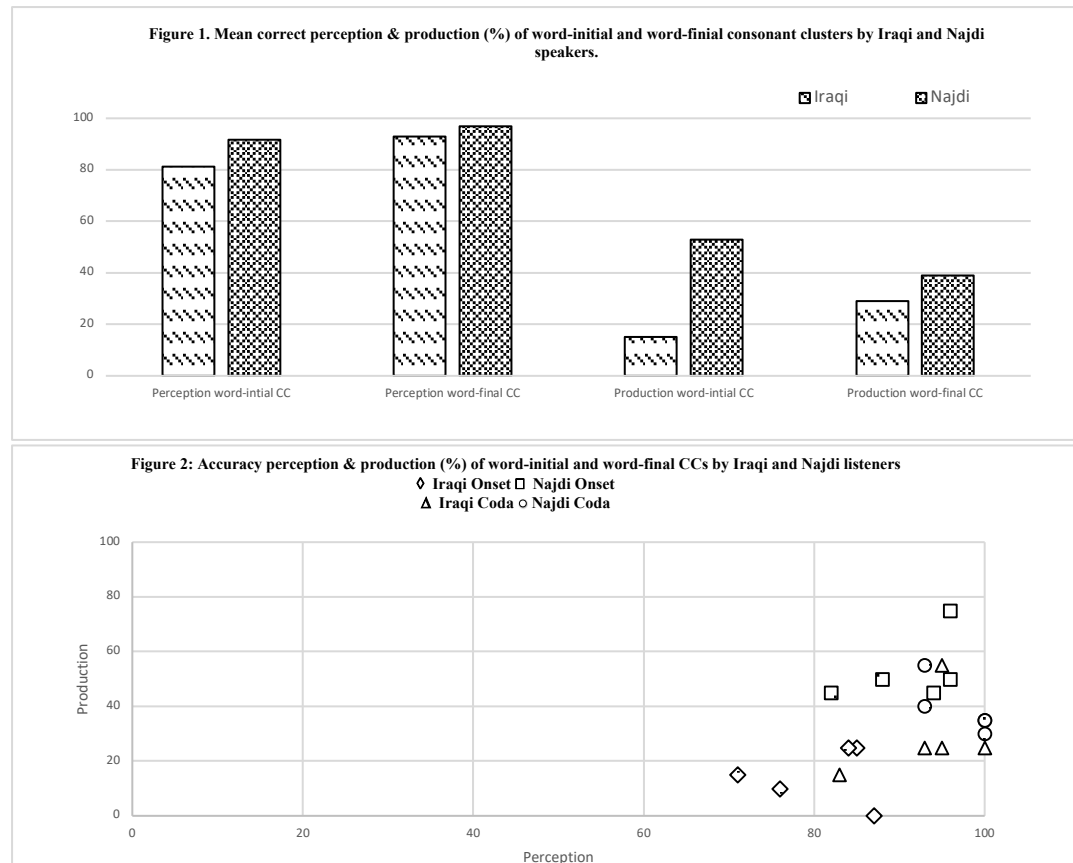 Figure 1. Mean correct perception & production (%) of word-initial and word-finial consonant clusters by Iraqi and Najdi
speakers.
Iraqi Najdi
100
80
60
40
20
0
Perception word-intial CC Perception word-final CC Production word-intial CC Production word-final CC
Figure 2: Accuracy perception & production (%) of word-initial and word-final CCs by Iraqi and Najdi listeners
Iraqi Onset Najdi Onset
Iraqi Coda Najdi Coda
100
80
60
40
20
0
Production
0 20 40 60 80 100
Perception